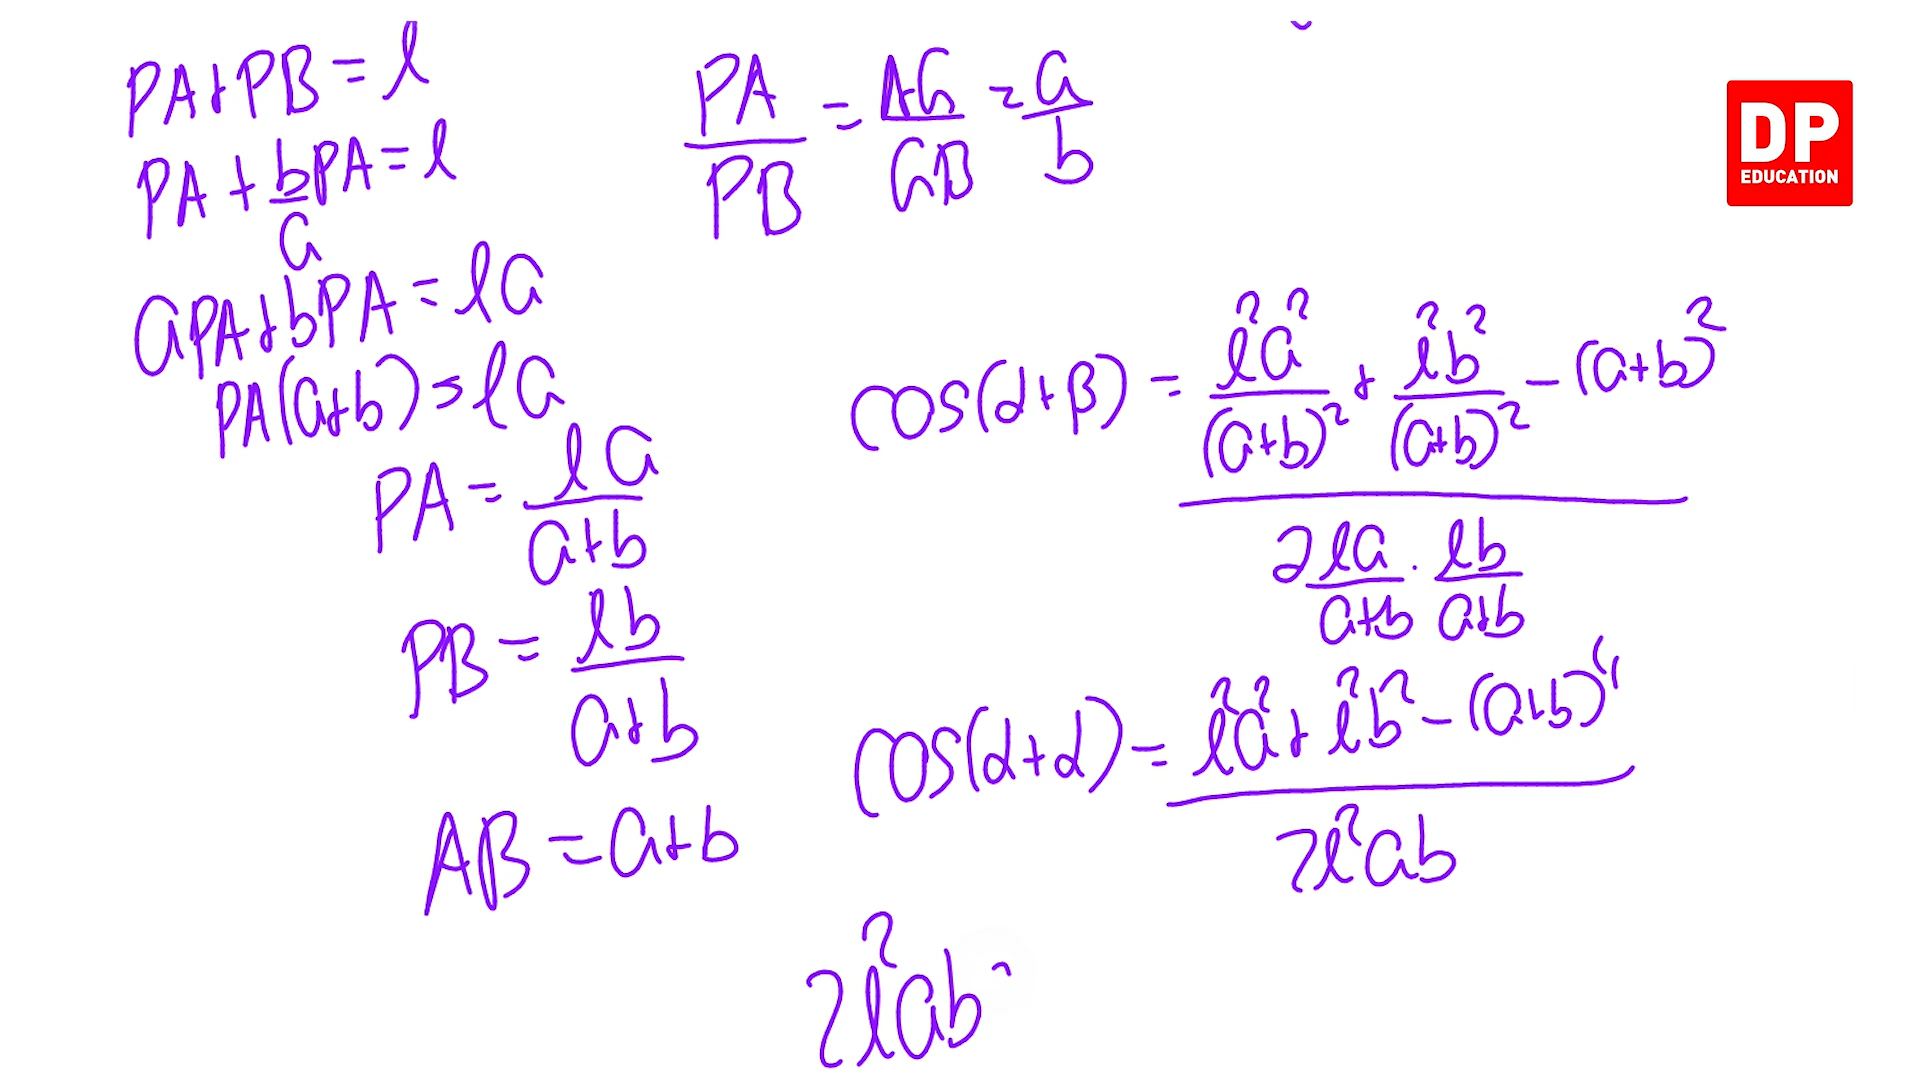 PA+PB = l
PA + b/a PA = l
aPA+bPA = la
PA(a+b) = la
PA = la/(a+b)
PB = lb/(a+b)
AB = a+b
PA/PB = AG/GB = a/b
cos(α+β) = (l²a²/(a+b)² + l²b²/(a+b)² - (a+b)²) / (2 la/(a+b) · lb/(a+b))
cos(α+α) = (l²a² + l²b² - (a+b)⁴) / 2l²ab
2l²ab
DP
EDUCATION